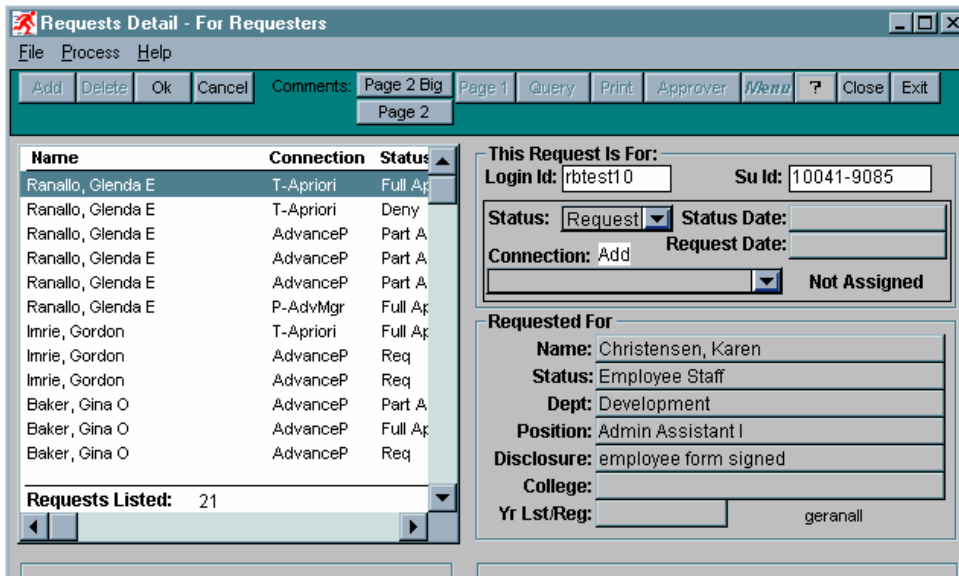 Requests Detail - For Requesters
File Process Help
Add Delete Ok Cancel Comments: Page 2 Big Page 1 Query Print Approver Menu ? Close Exit
Page 2
Name Connection Status
Ranallo, Glenda E T-Apriori Full Ap
Ranallo, Glenda E T-Apriori Deny
Ranallo, Glenda E AdvanceP Part A
Ranallo, Glenda E AdvanceP Part A
Ranallo, Glenda E AdvanceP Part A
Ranallo, Glenda E P-AdvMgr Full Ap
Imrie, Gordon T-Apriori Full Ap
Imrie, Gordon AdvanceP Req
Imrie, Gordon AdvanceP Req
Baker, Gina O AdvanceP Part A
Baker, Gina O AdvanceP Full Ap
Baker, Gina O AdvanceP Req
Requests Listed: 21
This Request Is For:
Login Id: rbtest10 Su Id: 10041-9085
Status: Request Status Date:
Request Date:
Connection: Add
Not Assigned
Requested For
Name: Christensen, Karen
Status: Employee Staff
Dept: Development
Position: Admin Assistant I
Disclosure: employee form signed
College:
Yr Lst/Reg: geranall